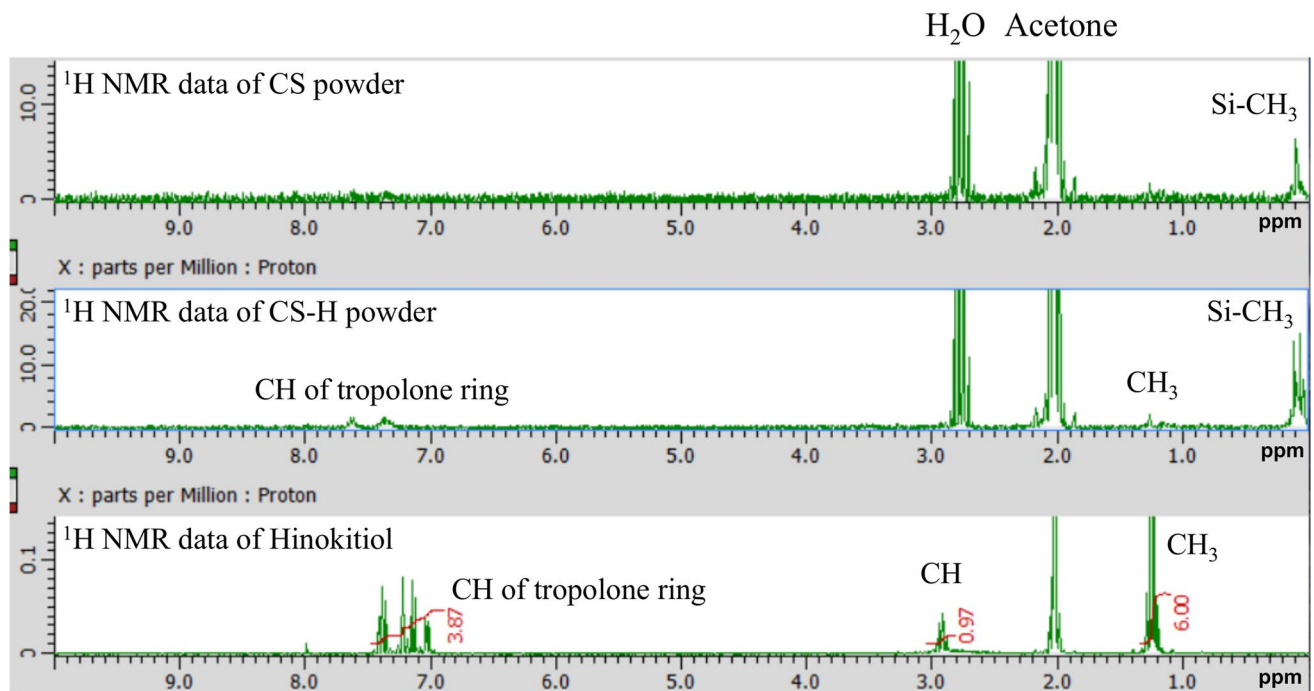 H₂O Acetone
¹H NMR data of CS powder
Si-CH₃
10.0
0
9.0 8.0 7.0 6.0 5.0 4.0 3.0 2.0 1.0 ppm
X : parts per Million : Proton
¹H NMR data of CS-H powder
Si-CH₃
20.0
10.0
0
CH of tropolone ring
CH₃
9.0 8.0 7.0 6.0 5.0 4.0 3.0 2.0 1.0 ppm
X : parts per Million : Proton
¹H NMR data of Hinokitiol
CH₃
0.1
0
CH of tropolone ring
CH
3.87
0.97
6.00
9.0 8.0 7.0 6.0 5.0 4.0 3.0 2.0 1.0 ppm